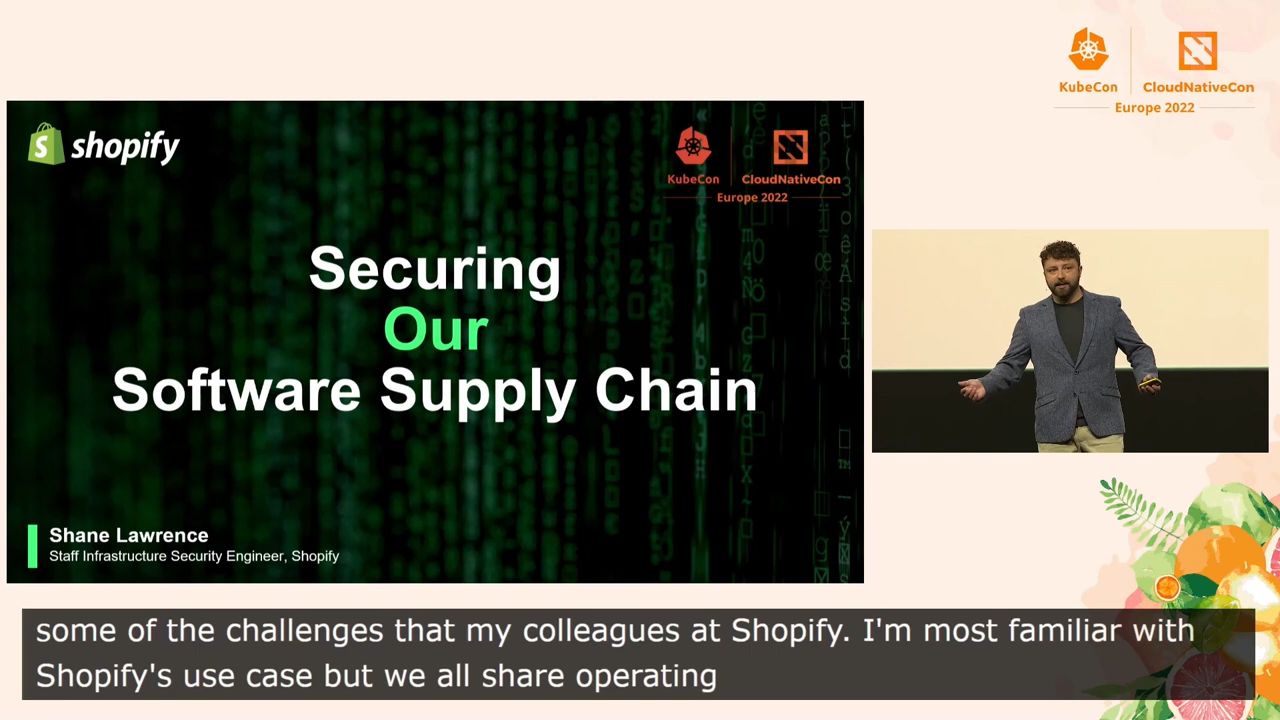 KubeCon
CloudNativeCon
Europe 2022
shopify
KubeCon
CloudNativeCon
Europe 2022
Securing
Our
Software Supply Chain
Shane Lawrence
Staff Infrastructure Security Engineer, Shopify
some of the challenges that my colleagues at Shopify. I'm most familiar with
Shopify's use case but we all share operating